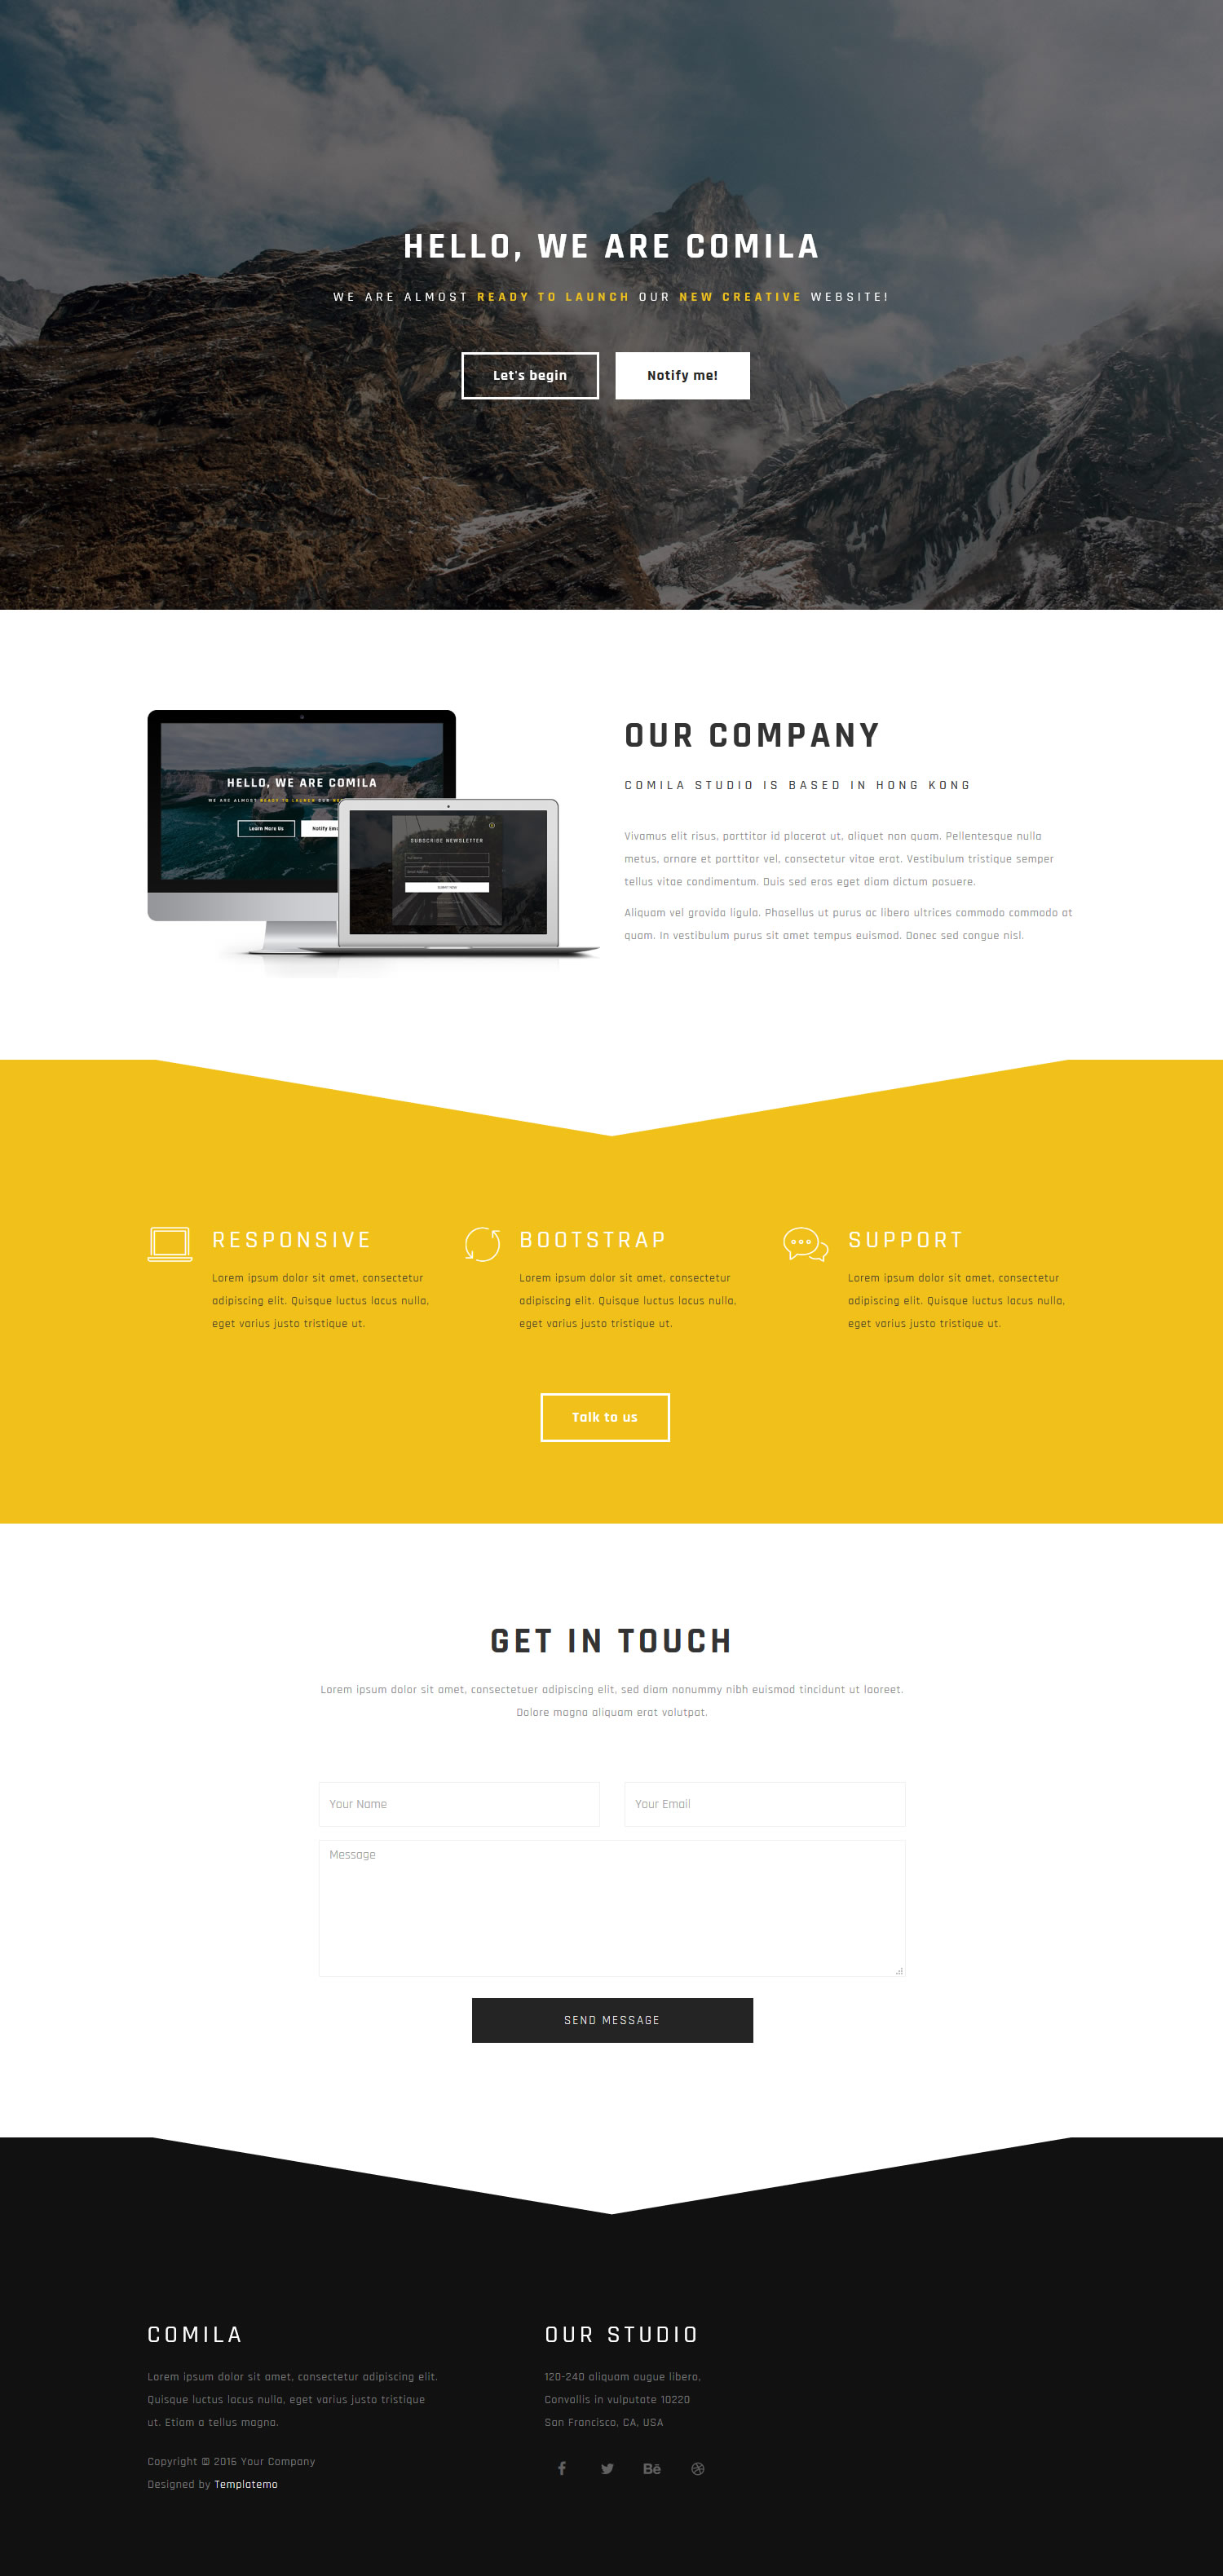 HELLO, WE ARE COMILA
WE ARE ALMOST READY TO LAUNCH OUR NEW CREATIVE WEBSITE!
Let's begin
Notify me!
HELLO, WE ARE COMILA
WE ARE ALMOST READY TO LAUNCH OUR
Learn More Us
SUBSCRIBE NEWSLETTER
SUBMIT NOW
OUR COMPANY
COMILA STUDIO IS BASED IN HONG KONG
Vivamus elit risus, porttitor id placerat ut, aliquet non quam. Pellentesque nulla
metus, ornare et porttitor vel, consectetur vitae erat. Vestibulum tristique semper
tellus vitae condimentum. Duis sed eros eget diam dictum posuere.
Aliquam vel gravida ligula. Phasellus ut purus ac libero ultrices commodo commodo at
quam. In vestibulum purus sit amet tempus euismod. Donec sed congue nisl.
RESPONSIVE
Lorem ipsum dolor sit amet, consectetur
adipiscing elit. Quisque luctus lacus nulla,
eget varius justo tristique ut.
BOOTSTRAP
Lorem ipsum dolor sit amet, consectetur
adipiscing elit. Quisque luctus lacus nulla,
eget varius justo tristique ut.
SUPPORT
Lorem ipsum dolor sit amet, consectetur
adipiscing elit. Quisque luctus lacus nulla,
eget varius justo tristique ut.
Talk to us
GET IN TOUCH
Lorem ipsum dolor sit amet, consectetuer adipiscing elit, sed diam nonummy nibh euismod tincidunt ut laoreet.
Dolore magna aliquam erat volutpat.
Your Name
Your Email
Message
SEND MESSAGE
COMILA
Lorem ipsum dolor sit amet, consectetur adipiscing elit.
Quisque luctus lacus nulla, eget varius justo tristique
ut. Etiam a tellus magna.
Copyright © 2016 Your Company
Designed by Templatemo
OUR STUDIO
120-240 aliquam augue libero,
Convallis in vulputate 10220
San Francisco, CA, USA